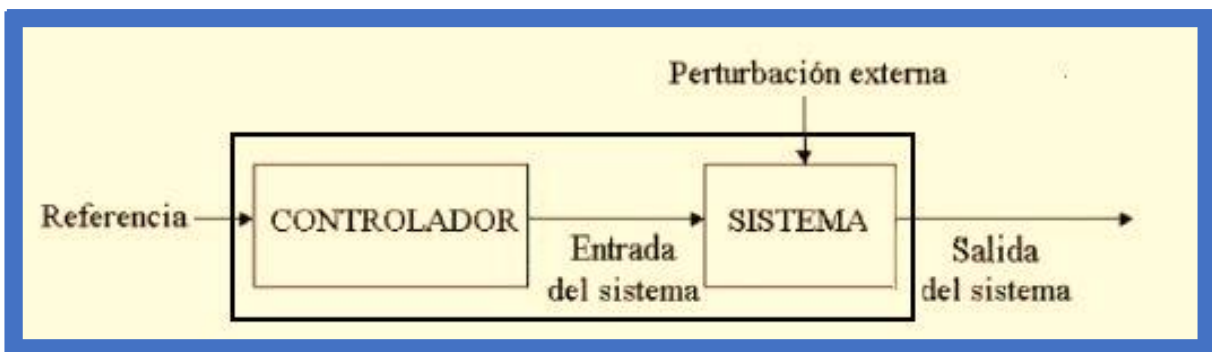 Perturbación externa
Referencia
CONTROLADOR
Entrada
del sistema
SISTEMA
Salida
del sistema